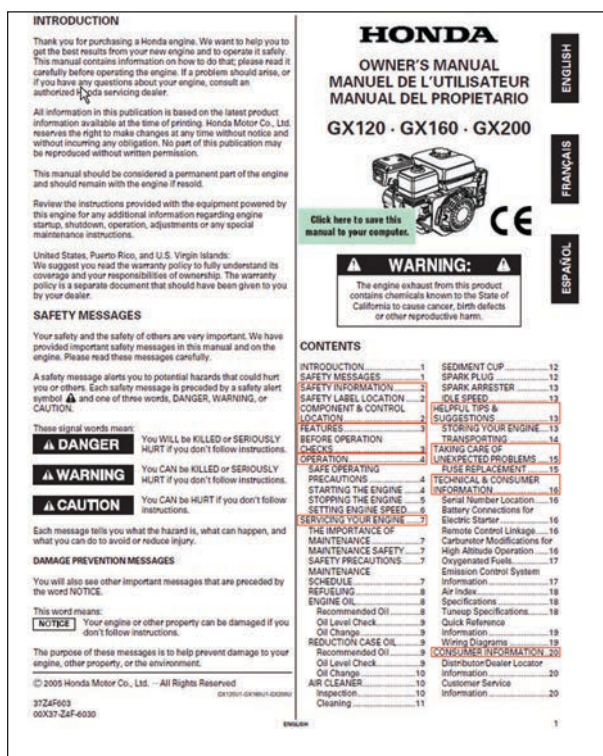 INTRODUCTION
Thank you for purchasing a Honda engine. We want to help you to
get the best results from your new engine and to operate it safely.
This manual contains information on how to do that; please read it
carefully before operating the engine. If a problem should arise, or
if you have any questions about your engine, consult an
authorized Honda servicing dealer.
All information in this publication is based on the latest product
information available at the time of printing. Honda Motor Co., Ltd.
reserves the right to make changes at any time without notice and
without incurring any obligation. No part of this publication may
be reproduced without written permission.
This manual should be considered a permanent part of the engine
and should remain with the engine if resold.
Review the instructions provided with the equipment powered by
this engine for any additional information regarding engine
startup, shutdown, operation, adjustments or any special
maintenance instructions.
United States, Puerto Rico, and U.S. Virgin Islands:
We suggest you read the warranty policy to fully understand its
coverage and your responsibilities of ownership. The warranty
policy is a separate document that should have been given to you
by your dealer.
SAFETY MESSAGES
Your safety and the safety of others are very important. We have
provided important safety messages in this manual and on the
engine. Please read these messages carefully.
A safety message alerts you to potential hazards that could hurt
you or others. Each safety message is preceded by a safety alert
symbol and one of three words, DANGER, WARNING, or
CAUTION.
These signal words mean:
DANGER You WILL be KILLED or SERIOUSLY
HURT if you don't follow instructions.
WARNING You CAN be KILLED or SERIOUSLY
HURT if you don't follow instructions.
CAUTION You CAN be HURT if you don't follow
instructions.
Each message tells you what the hazard is, what can happen, and
what you can do to avoid or reduce injury.
DAMAGE PREVENTION MESSAGES
You will also see other important messages that are preceded by
the word NOTICE.
This word means:
NOTICE Your engine or other property can be damaged if you
don't follow instructions.
The purpose of these messages is to help prevent damage to your
engine, other property, or the environment.
© 2005 Honda Motor Co., Ltd. — All Rights Reserved
37Z4F603
00X37-Z4F-6030
HONDA
OWNER'S MANUAL
MANUEL DE L'UTILISATEUR
MANUAL DEL PROPIETARIO
GX120 · GX160 · GX200
Click here to save this
manual to your computer.
CE
WARNING:
The engine exhaust from this product
contains chemicals known to the State of
California to cause cancer, birth defects
or other reproductive harm.
ENGLISH
FRANÇAIS
ESPAÑOL
CONTENTS
INTRODUCTION 1
SAFETY MESSAGES 1
SAFETY INFORMATION 2
SAFETY LABEL LOCATION 2
COMPONENT & CONTROL
LOCATION 2
FEATURES 3
BEFORE OPERATION
CHECKS 3
OPERATION 4
SAFE OPERATING
PRECAUTIONS 4
STARTING THE ENGINE 4
STOPPING THE ENGINE 5
SETTING ENGINE SPEED 6
SERVICING YOUR ENGINE 7
THE IMPORTANCE OF
MAINTENANCE 7
MAINTENANCE SAFETY 7
SAFETY PRECAUTIONS 7
MAINTENANCE
SCHEDULE 7
REFUELING 8
ENGINE OIL 8
Recommended Oil 8
Oil Level Check 9
Oil Change 9
REDUCTION CASE OIL 9
Recommended Oil 9
Oil Level Check 9
Oil Change 10
AIR CLEANER 10
Inspection 10
Cleaning 11
SEDIMENT CUP 12
SPARK PLUG 12
SPARK ARRESTER 13
IDLE SPEED 13
HELPFUL TIPS &
SUGGESTIONS 13
STORING YOUR ENGINE 13
TRANSPORTING 14
TAKING CARE OF
UNEXPECTED PROBLEMS 15
FUSE REPLACEMENT 15
TECHNICAL & CONSUMER
INFORMATION 16
Serial Number Location 16
Battery Connections for
Electric Starter 16
Remote Control Linkage 16
Carburetor Modifications for
High Altitude Operation 16
Oxygenated Fuels 17
Emission Control System
Information 17
Air Index 18
Specifications 18
Tuneup Specifications 18
Quick Reference
Information 19
Wiring Diagrams 19
CONSUMER INFORMATION 20
Distributor/Dealer Locator
Information 20
Customer Service
Information 20
ENGLISH
1